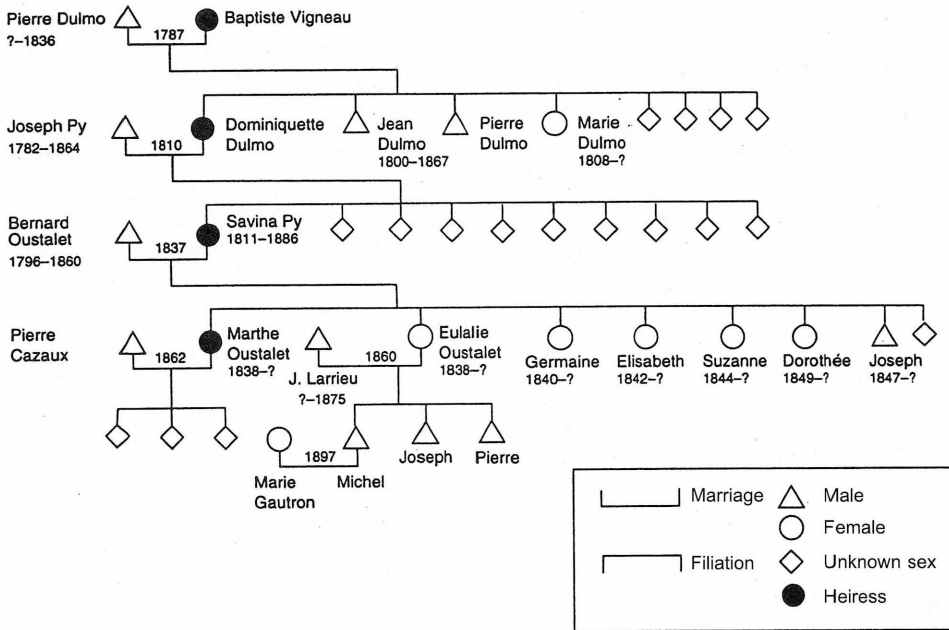 Pierre Dulmo
?–1836
1787
Baptiste Vigneau
Joseph Py
1782–1864
1810
Dominiquette
Dulmo
Jean
Dulmo
1800–1867
Pierre
Dulmo
Marie
Dulmo
1808–?
Bernard
Oustalet
1796–1860
1837
Savina Py
1811–1886
Pierre
Cazaux
1862
Marthe
Oustalet
1838–?
J. Larrieu
?–1875
1860
Eulalie
Oustalet
1838–?
Germaine
1840–?
Elisabeth
1842–?
Suzanne
1844–?
Dorothée
1849–?
Joseph
1847–?
Marie
Gautron
1897
Michel
Joseph
Pierre
Marriage
Male
Female
Filiation
Unknown sex
Heiress